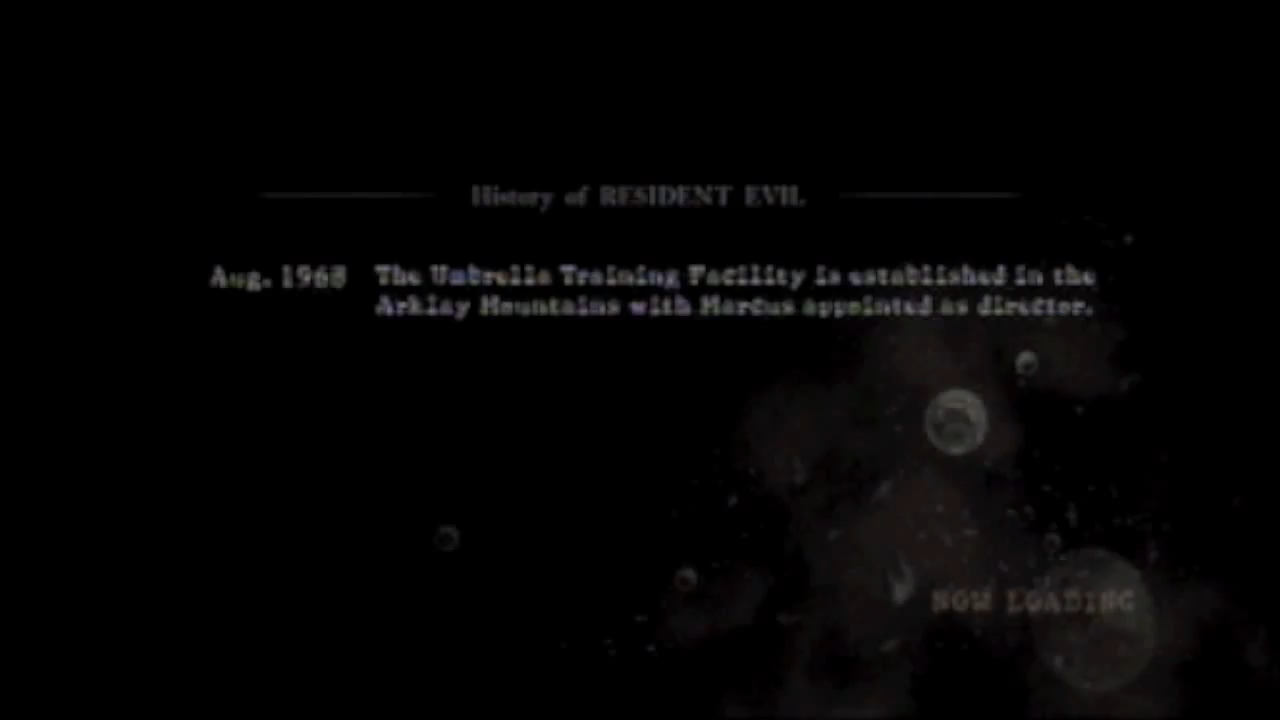 History of RESIDENT EVIL
Aug. 1968 The Umbrella Training Facility is established in the
Arklay Mountains with Marcus appointed as director.
NOW LOADING